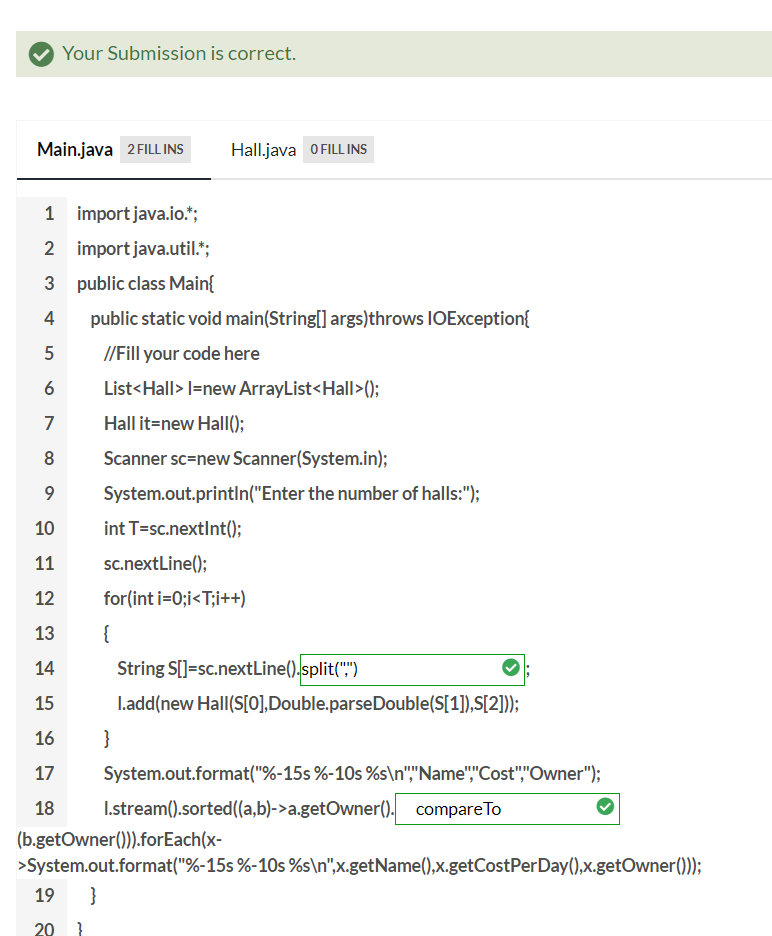 Your Submission is correct.
Main.java 2 FILL INS Hall.java 0 FILL INS
1 import java.io.*;
2 import java.util.*;
3 public class Main{
4 public static void main(String[] args)throws IOException{
5 //Fill your code here
6 List<Hall> l=new ArrayList<Hall>();
7 Hall it=new Hall();
8 Scanner sc=new Scanner(System.in);
9 System.out.println("Enter the number of halls:");
10 int T=sc.nextInt();
11 sc.nextLine();
12 for(int i=0;i<T;i++)
13 {
14 String S[]=sc.nextLine().split(",");
15 l.add(new Hall(S[0],Double.parseDouble(S[1]),S[2]));
16 }
17 System.out.format("%-15s %-10s %s\n","Name","Cost","Owner");
18 l.stream().sorted((a,b)->a.getOwner().compareTo
(b.getOwner())).forEach(x-
>System.out.format("%-15s %-10s %s\n",x.getName(),x.getCostPerDay(),x.getOwner()));
19 }
20 }